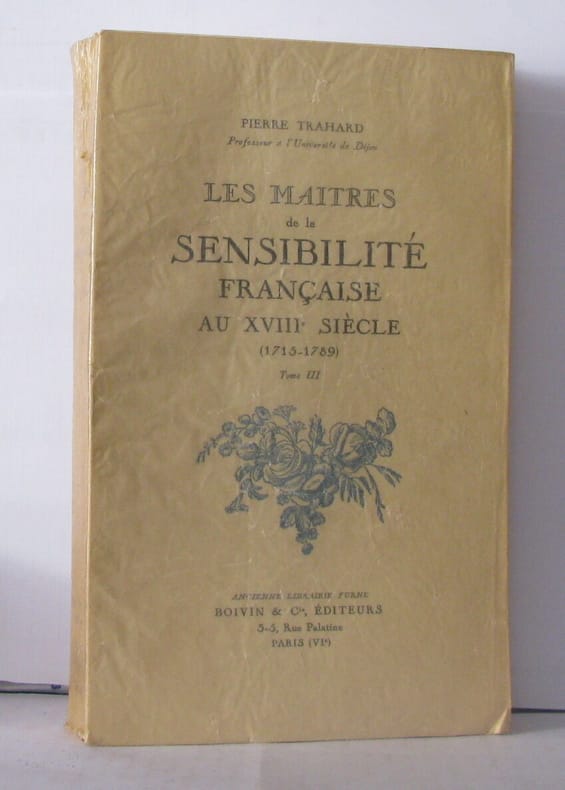 PIERRE TRAHARD
Professeur à l'Université de Dijon
LES MAITRES
de la
SENSIBILITÉ
FRANÇAISE
AU XVIIIᵉ SIÈCLE
(1715-1789)
Tome III
ANCIENNE LIBRAIRIE FURNE
BOIVIN & Cⁱᵉ, ÉDITEURS
3-5, Rue Palatine
PARIS (VIᵉ)